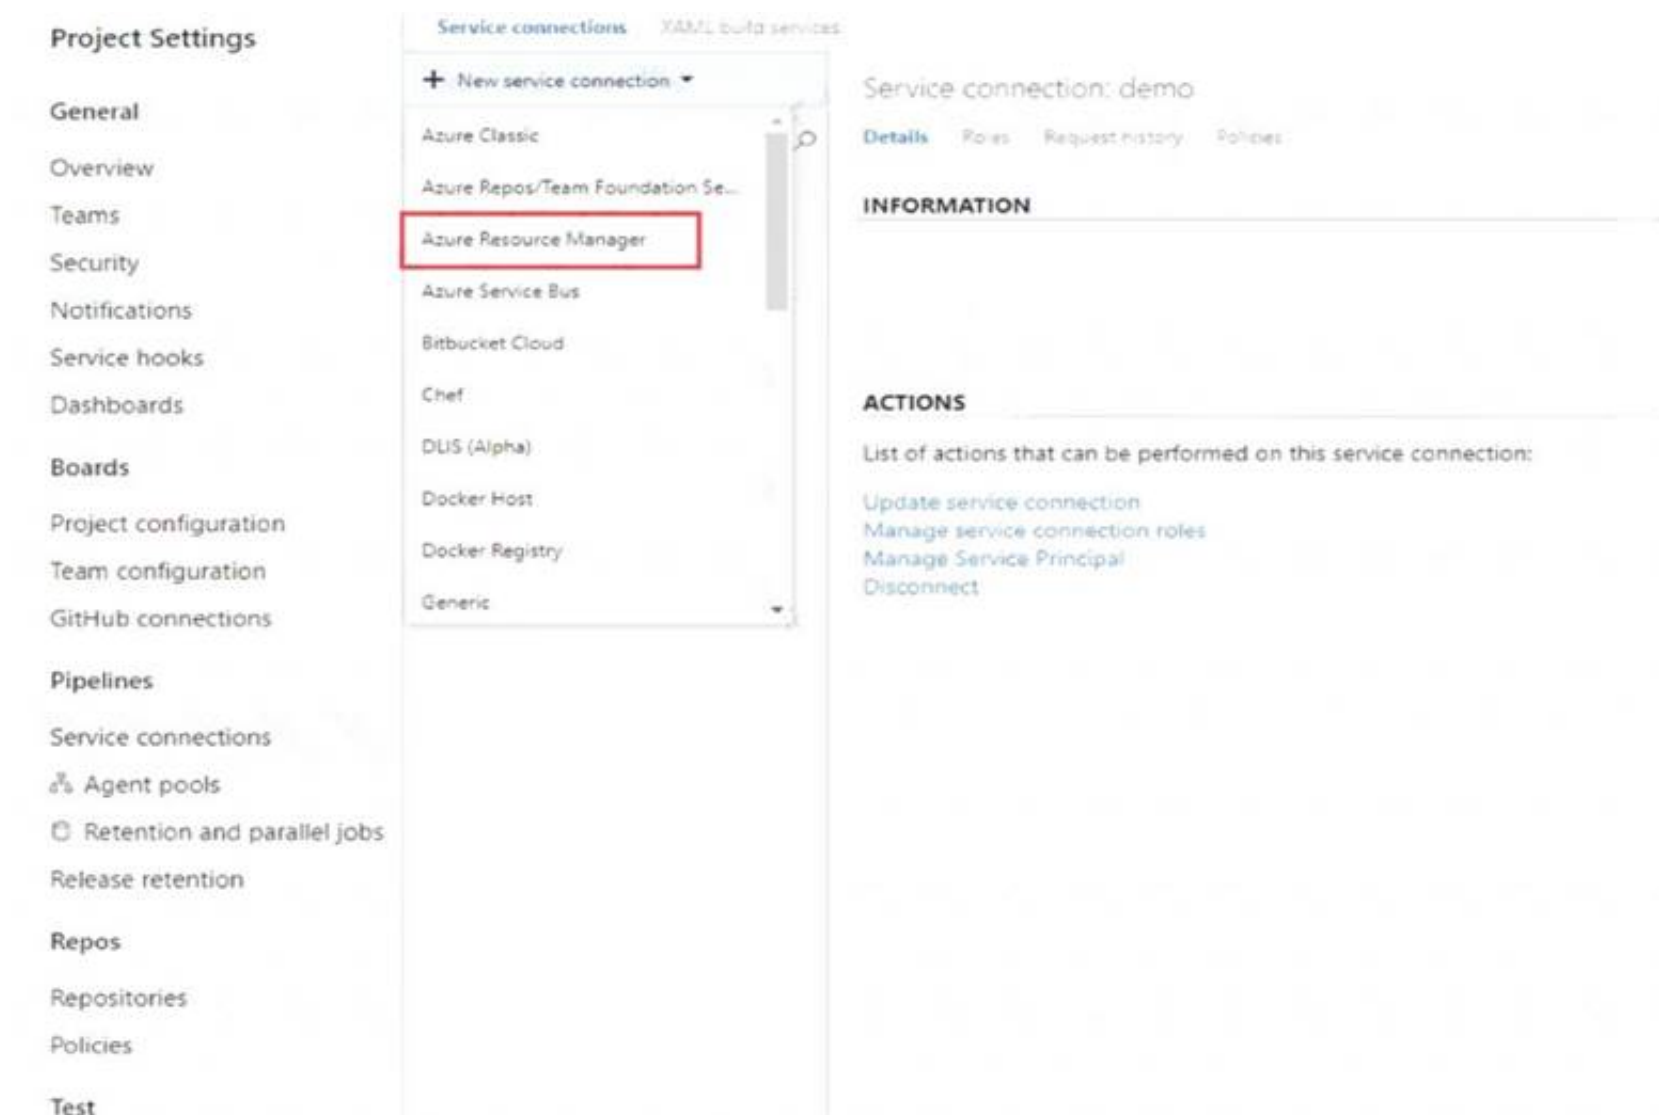 Project Settings
General
Overview
Teams
Security
Notifications
Service hooks
Dashboards
Boards
Project configuration
Team configuration
GitHub connections
Pipelines
Service connections
Agent pools
Retention and parallel jobs
Release retention
Repos
Repositories
Policies
Test
Service connections XAML build services
New service connection
Azure Classic
Azure Repos/Team Foundation Se...
Azure Resource Manager
Azure Service Bus
Bitbucket Cloud
Chef
DLIS (Alpha)
Docker Host
Docker Registry
Generic
Service connection: demo
Details Roles Request history Policies
INFORMATION
ACTIONS
List of actions that can be performed on this service connection:
Update service connection
Manage service connection roles
Manage Service Principal
Disconnect